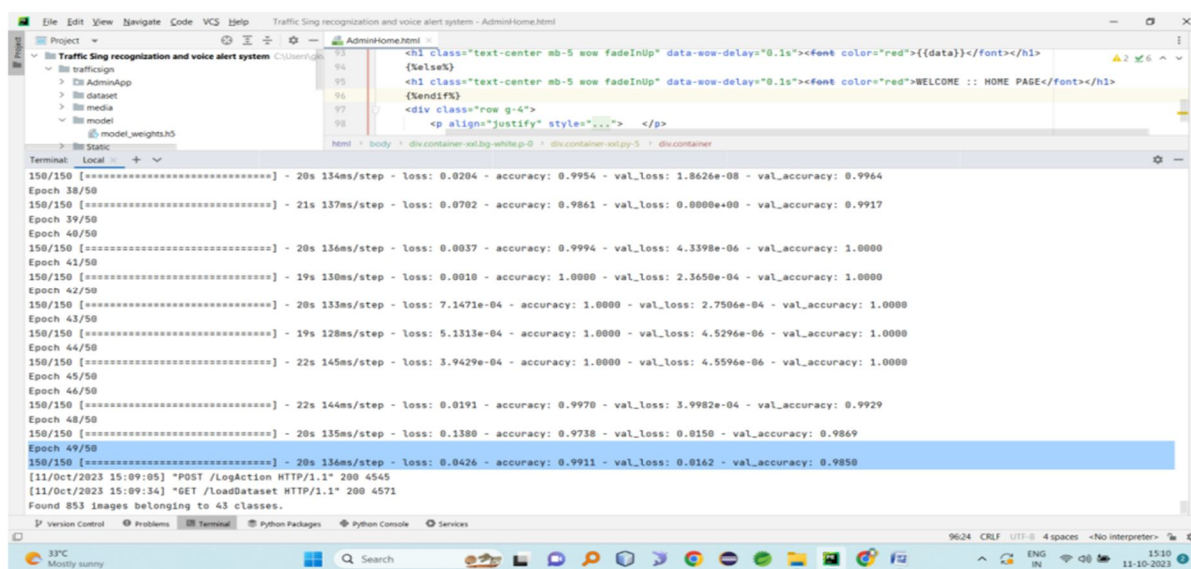 File Edit View Navigate Code VCS Help Traffic Sing recognition and voice alert system - AdminHome.html
Project
AdminHome.html
Project
Traffic Sing recognition and voice alert system
trafficsign
AdminApp
dataset
media
model
model_weights.h5
Static
93 <h1 class="text-center mb-5 wow fadeInUp" data-wow-delay="0.1s"><font color="red">{{data}}</font></h1>
94 {%else%}
95 <h1 class="text-center mb-5 wow fadeInUp" data-wow-delay="0.1s"><font color="red">WELCOME :: HOME PAGE</font></h1>
96 {%endif%}
97 <div class="row g-4">
98 <p align="justify" style="..."> </p>
2 6
html body div.container-xxl.bg-white.p-0 div.container-xxl.py-5 div.container
Terminal: Local
150/150 [==============================] - 20s 134ms/step - loss: 0.0204 - accuracy: 0.9954 - val_loss: 1.8626e-08 - val_accuracy: 0.9964
Epoch 38/50
150/150 [==============================] - 21s 137ms/step - loss: 0.0702 - accuracy: 0.9861 - val_loss: 0.0000e+00 - val_accuracy: 0.9917
Epoch 39/50
Epoch 40/50
150/150 [==============================] - 20s 136ms/step - loss: 0.0037 - accuracy: 0.9994 - val_loss: 4.3398e-06 - val_accuracy: 1.0000
Epoch 41/50
150/150 [==============================] - 19s 130ms/step - loss: 0.0010 - accuracy: 1.0000 - val_loss: 2.3650e-04 - val_accuracy: 1.0000
Epoch 42/50
150/150 [==============================] - 20s 133ms/step - loss: 7.1471e-04 - accuracy: 1.0000 - val_loss: 2.7506e-04 - val_accuracy: 1.0000
Epoch 43/50
150/150 [==============================] - 19s 128ms/step - loss: 5.1313e-04 - accuracy: 1.0000 - val_loss: 4.5296e-06 - val_accuracy: 1.0000
Epoch 44/50
150/150 [==============================] - 22s 145ms/step - loss: 3.9429e-04 - accuracy: 1.0000 - val_loss: 4.5596e-06 - val_accuracy: 1.0000
Epoch 45/50
Epoch 46/50
150/150 [==============================] - 22s 144ms/step - loss: 0.0191 - accuracy: 0.9970 - val_loss: 3.9982e-04 - val_accuracy: 0.9929
Epoch 48/50
150/150 [==============================] - 20s 135ms/step - loss: 0.1380 - accuracy: 0.9738 - val_loss: 0.0150 - val_accuracy: 0.9869
Epoch 49/50
150/150 [==============================] - 20s 136ms/step - loss: 0.0426 - accuracy: 0.9911 - val_loss: 0.0162 - val_accuracy: 0.9850
[11/Oct/2023 15:09:05] "POST /LogAction HTTP/1.1" 200 4545
[11/Oct/2023 15:09:34] "GET /loadDataset HTTP/1.1" 200 4571
Found 853 images belonging to 43 classes.
Version Control Problems Terminal Python Packages Python Console Services
96:24 CRLF UTF-8 4 spaces <No interpreter>
33°C
Mostly sunny
Search
ENG
IN
15:10
11-10-2023